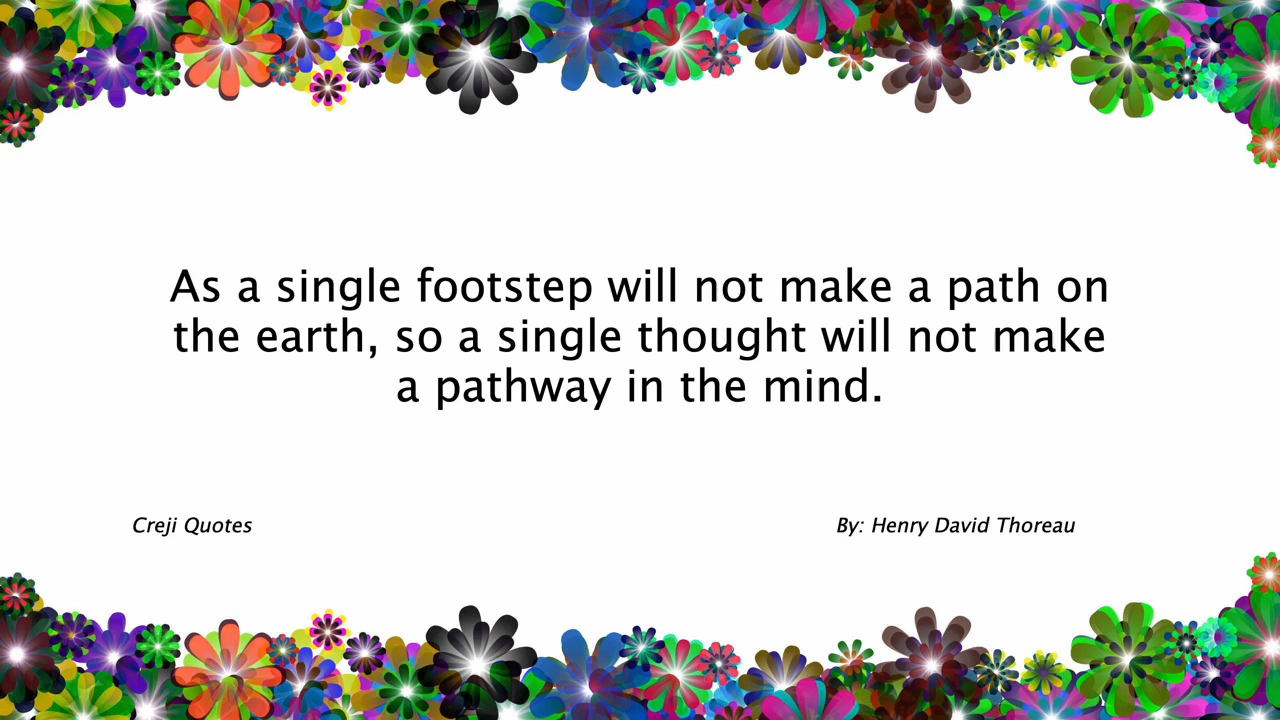 As a single footstep will not make a path on
the earth, so a single thought will not make
a pathway in the mind.
Creji Quotes
By: Henry David Thoreau